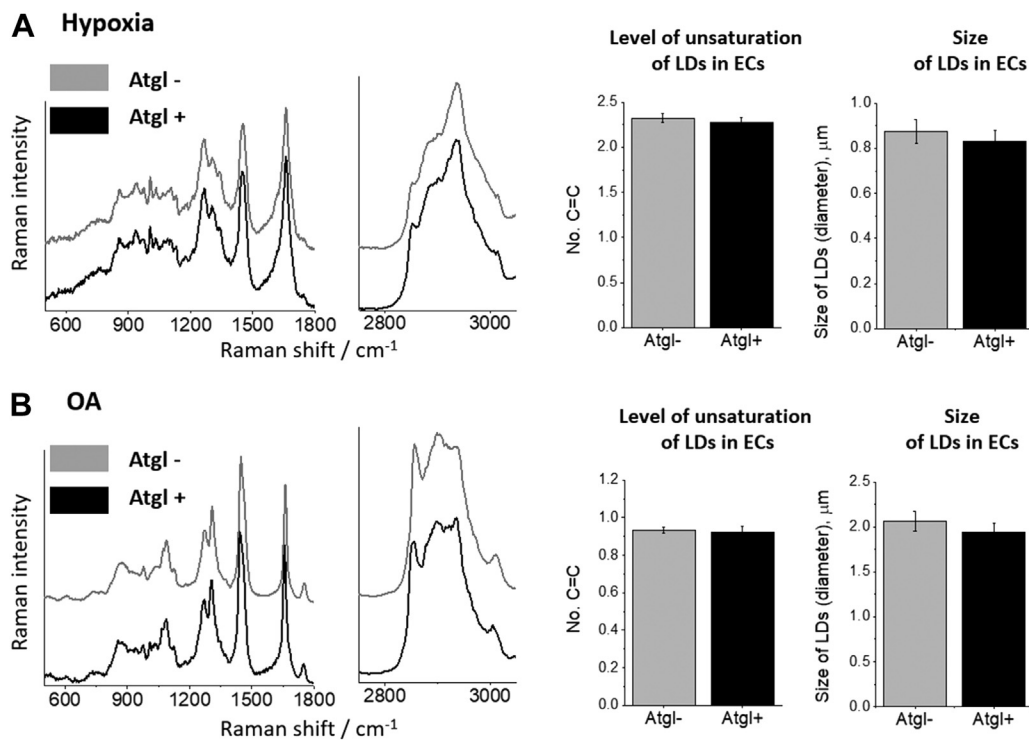 A Hypoxia
Atgl -
Atgl +
Raman intensity
600 900 1200 1500 1800
2800 3000
Raman shift / cm-1
Level of unsaturation
of LDs in ECs
No. C=C
2.5
2.0
1.5
1.0
0.5
0.0
Atgl- Atgl+
Size
of LDs in ECs
Size of LDs (diameter), μm
1.0
0.8
0.6
0.4
0.2
0.0
Atgl- Atgl+
B OA
Atgl -
Atgl +
Raman intensity
600 900 1200 1500 1800
2800 3000
Raman shift / cm-1
Level of unsaturation
of LDs in ECs
No. C=C
1.2
1.0
0.8
0.6
0.4
0.2
0.0
Atgl- Atgl+
Size
of LDs in ECs
Size of LDs (diameter), μm
2.5
2.0
1.5
1.0
0.5
0.0
Atgl- Atgl+